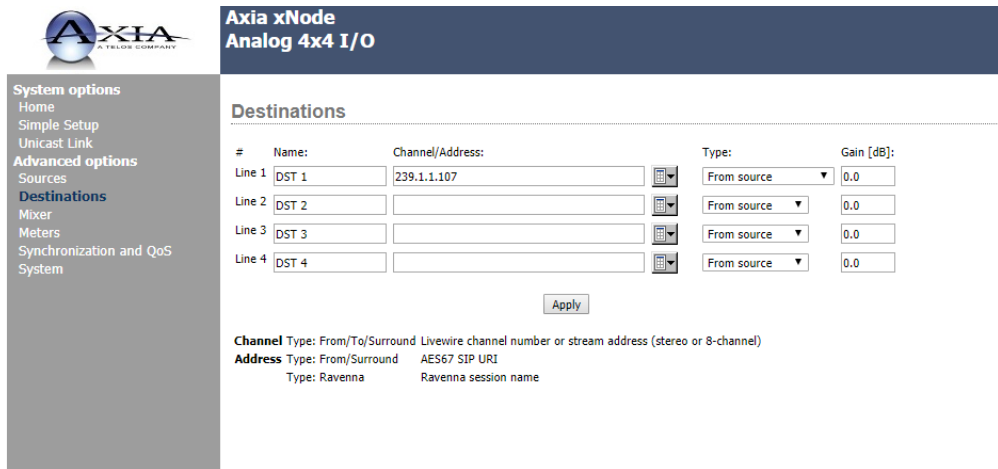 AXIA
A TELOS COMPANY
Axia xNode
Analog 4x4 I/O
System options
Home
Simple Setup
Unicast Link
Advanced options
Sources
Destinations
Mixer
Meters
Synchronization and QoS
System
Destinations
# Name: Channel/Address: Type: Gain [dB]:
Line 1 DST 1 239.1.1.107 From source 0.0
Line 2 DST 2 From source 0.0
Line 3 DST 3 From source 0.0
Line 4 DST 4 From source 0.0
Apply
Channel Type: From/To/Surround Livewire channel number or stream address (stereo or 8-channel)
Address Type: From/Surround AES67 SIP URI
Type: Ravenna Ravenna session name